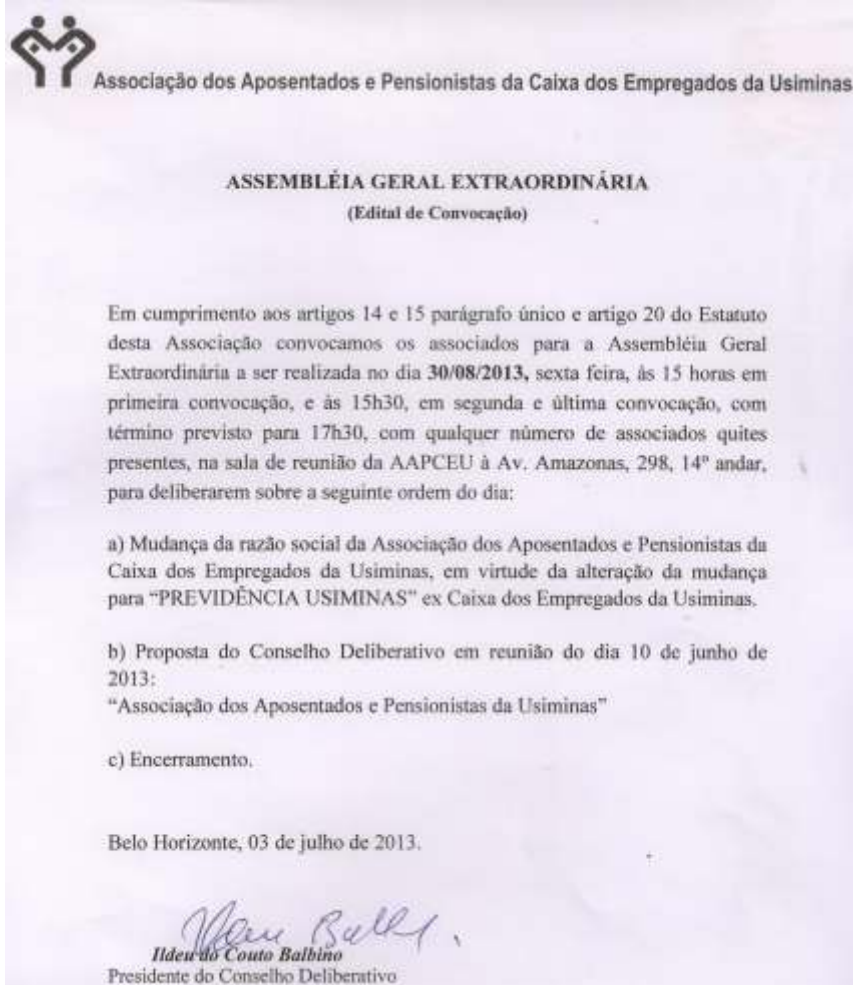 Associação dos Aposentados e Pensionistas da Caixa dos Empregados da Usiminas
ASSEMBLÉIA GERAL EXTRAORDINÁRIA
(Edital de Convocação)
Em cumprimento aos artigos 14 e 15 parágrafo único e artigo 20 do Estatuto
desta Associação convocamos os associados para a Assembléia Geral
Extraordinária a ser realizada no dia 30/08/2013, sexta feira, às 15 horas em
primeira convocação, e às 15h30, em segunda e última convocação, com
término previsto para 17h30, com qualquer número de associados quites
presentes, na sala de reunião da AAPCEU à Av. Amazonas, 298, 14º andar,
para deliberarem sobre a seguinte ordem do dia:
a) Mudança da razão social da Associação dos Aposentados e Pensionistas da
Caixa dos Empregados da Usiminas, em virtude da alteração da mudança
para “PREVIDÊNCIA USIMINAS” ex Caixa dos Empregados da Usiminas.
b) Proposta do Conselho Deliberativo em reunião do dia 10 de junho de
2013:
“Associação dos Aposentados e Pensionistas da Usiminas”
c) Encerramento.
Belo Horizonte, 03 de julho de 2013.
Ildeu do Couto Balbino
Presidente do Conselho Deliberativo